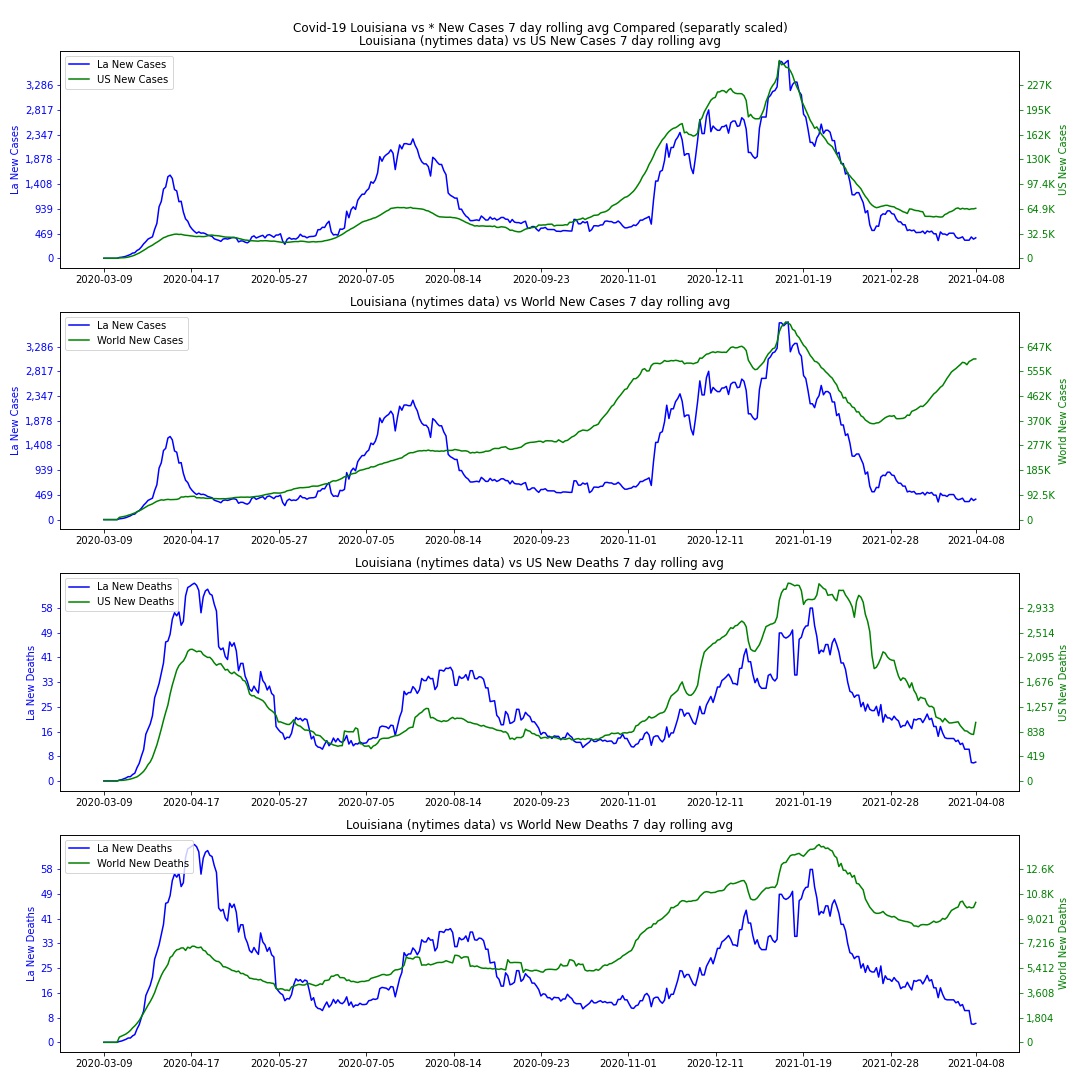 Covid-19 Louisiana vs * New Cases 7 day rolling avg Compared (separatly scaled)
Louisiana (nytimes data) vs US New Cases 7 day rolling avg
La New Cases
US New Cases
3,286
2,817
2,347
1,878
1,408
939
469
0
La New Cases
227K
195K
162K
130K
97.4K
64.9K
32.5K
0
US New Cases
2020-03-09 2020-04-17 2020-05-27 2020-07-05 2020-08-14 2020-09-23 2020-11-01 2020-12-11 2021-01-19 2021-02-28 2021-04-08
Louisiana (nytimes data) vs World New Cases 7 day rolling avg
La New Cases
World New Cases
3,286
2,817
2,347
1,878
1,408
939
469
0
La New Cases
647K
555K
462K
370K
277K
185K
92.5K
0
World New Cases
2020-03-09 2020-04-17 2020-05-27 2020-07-05 2020-08-14 2020-09-23 2020-11-01 2020-12-11 2021-01-19 2021-02-28 2021-04-08
Louisiana (nytimes data) vs US New Deaths 7 day rolling avg
La New Deaths
US New Deaths
58
49
41
33
25
16
8
0
La New Deaths
2,933
2,514
2,095
1,676
1,257
838
419
0
US New Deaths
2020-03-09 2020-04-17 2020-05-27 2020-07-05 2020-08-14 2020-09-23 2020-11-01 2020-12-11 2021-01-19 2021-02-28 2021-04-08
Louisiana (nytimes data) vs World New Deaths 7 day rolling avg
La New Deaths
World New Deaths
58
49
41
33
25
16
8
0
La New Deaths
12.6K
10.8K
9,021
7,216
5,412
3,608
1,804
0
World New Deaths
2020-03-09 2020-04-17 2020-05-27 2020-07-05 2020-08-14 2020-09-23 2020-11-01 2020-12-11 2021-01-19 2021-02-28 2021-04-08